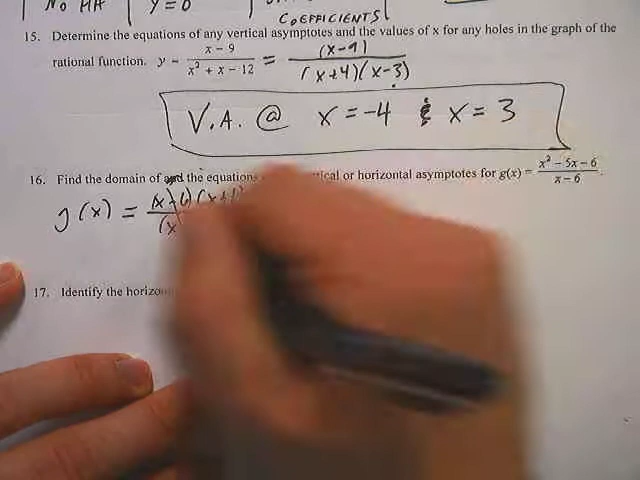 NO HA y=0
COEFFICIENTS
15. Determine the equations of any vertical asymptotes and the values of x for any holes in the graph of the
rational function. y = (x − 9)/(x² + x − 12) = (x-9)/((x+4)(x-3))
V.A. @ x=-4 & x=3
16. Find the domain of and the equations or horizontal asymptotes for g(x) = (x² − 5x − 6)/(x − 6).
g(x) = (x-6)(x+1)/(x
17. Identify the